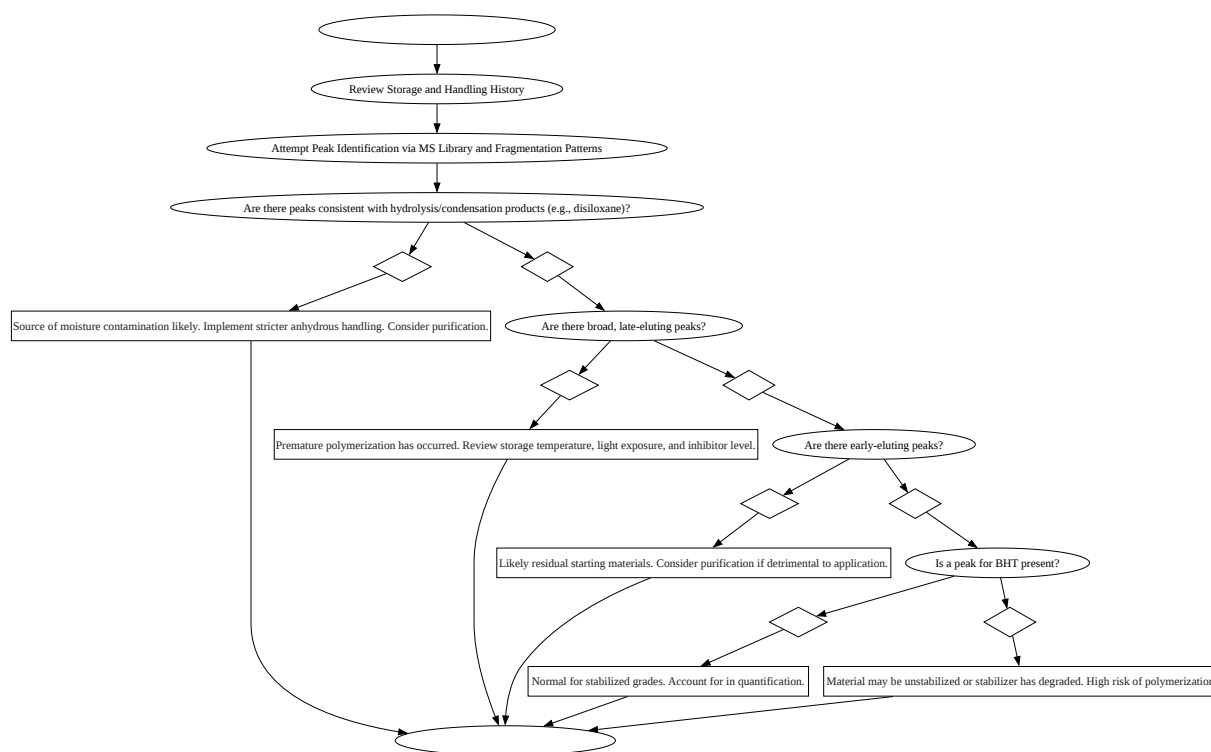 Review Storage and Handling History
Attempt Peak Identification via MS Library and Fragmentation Patterns
Are there peaks consistent with hydrolysis/condensation products (e.g., disiloxane)?
Source of moisture contamination likely. Implement stricter anhydrous handling. Consider purification.
Are there broad, late-eluting peaks?
Premature polymerization has occurred. Review storage temperature, light exposure, and inhibitor level.
Are there early-eluting peaks?
Likely residual starting materials. Consider purification if detrimental to application.
Is a peak for BHT present?
Normal for stabilized grades. Account for in quantification.
Material may be unstabilized or stabilizer has degraded. High risk of polymerization